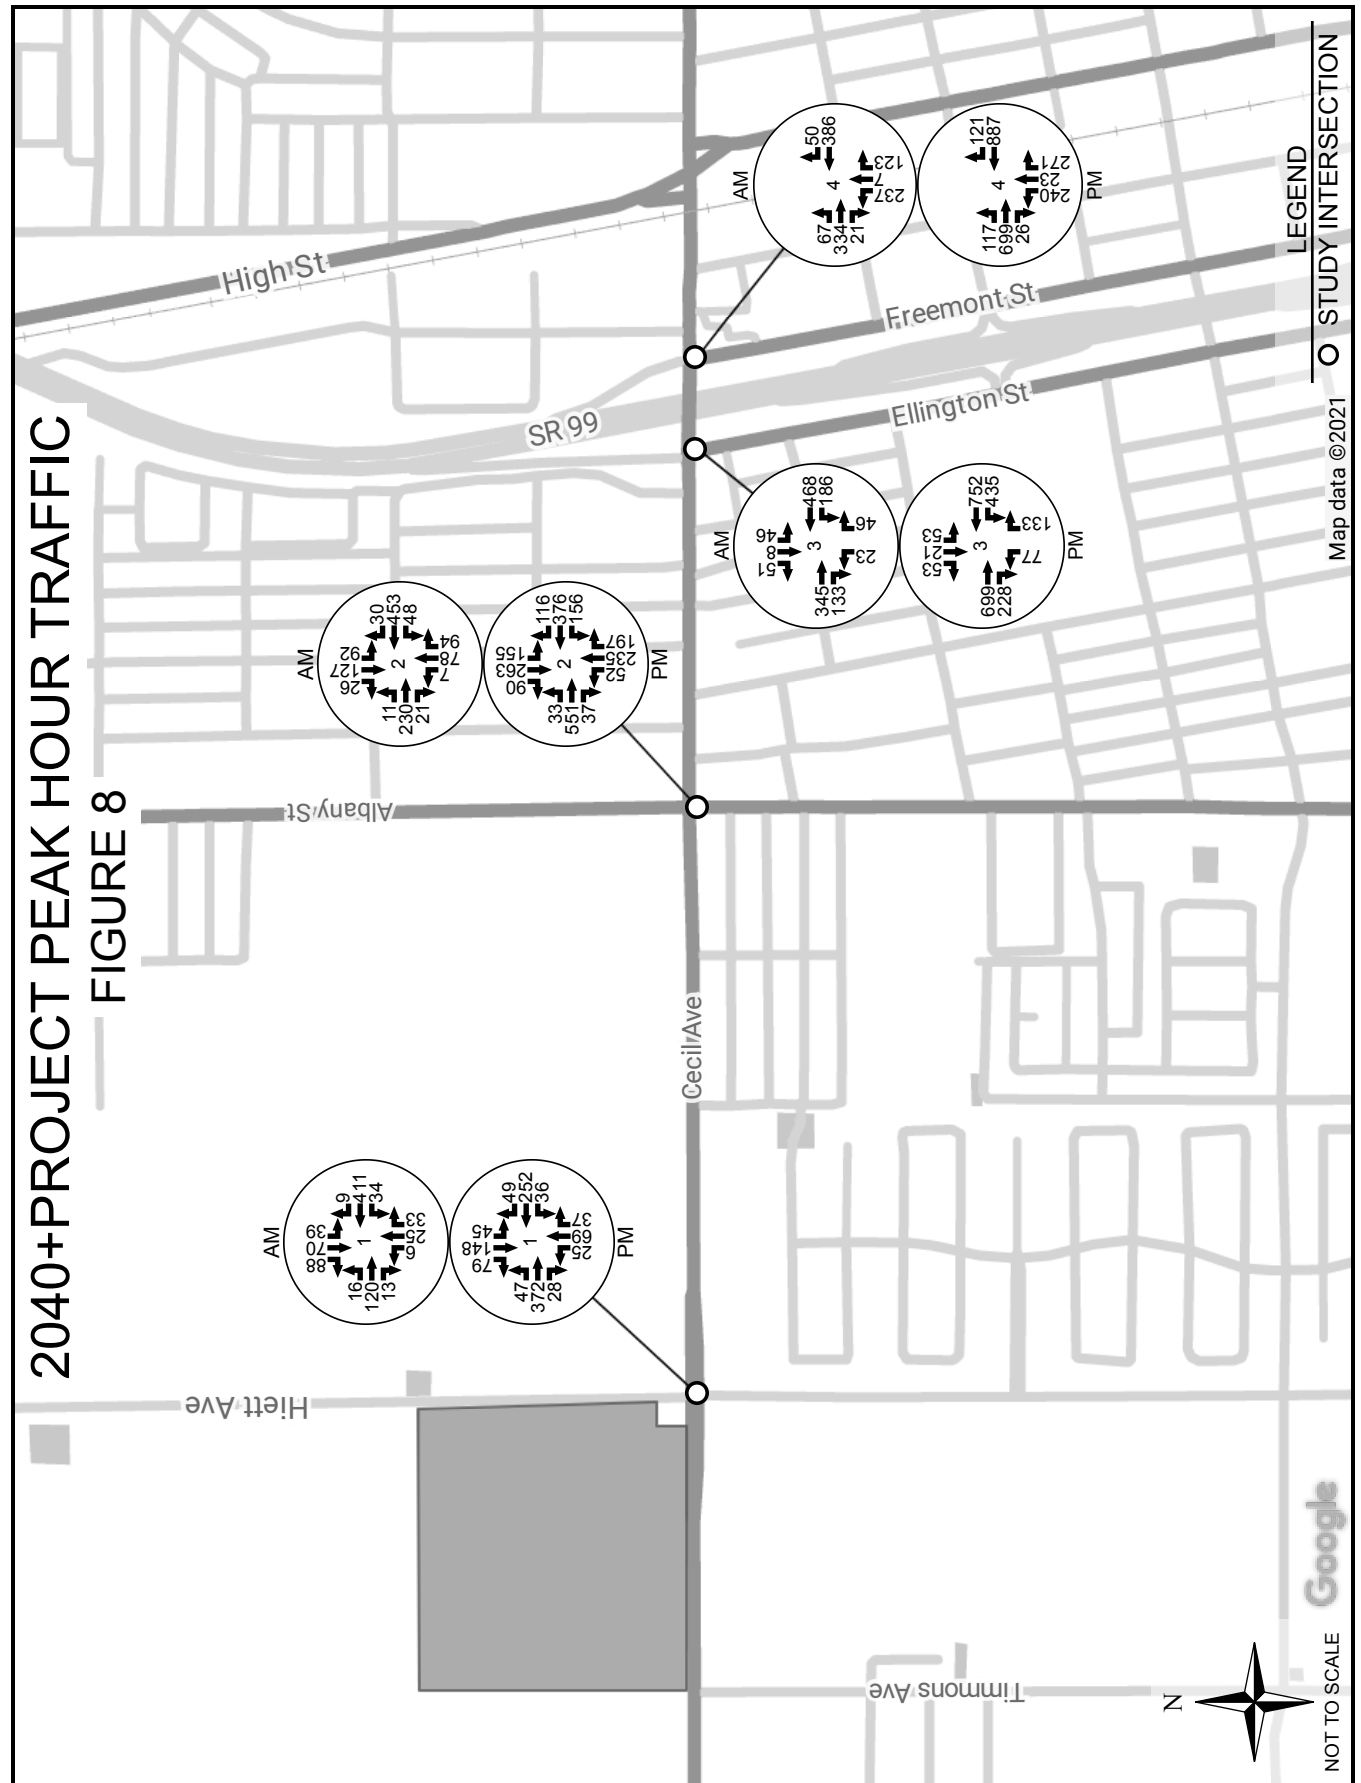 2040+PROJECT PEAK HOUR TRAFFIC
FIGURE 8
Hiett Ave
Albany St
High St
SR 99
Cecil Ave
Freemont St
Ellington St
Timmons Ave
AM
88 70 39
16 9
120 1 411
13 34
6 25 33
79 148 45
47 49
372 1 252
28 36
25 69 37
PM
AM
26 127 92
11 30
230 2 453
21 48
7 78 94
90 263 155
33 116
551 2 376
37 156
52 235 197
PM
AM
51 8 46
345 3 468
133 186
23 46
53 21 53
699 3 752
228 435
77 133
PM
AM
67 50
334 4 386
21
237 7 123
117 121
699 4 887
26
240 23 271
PM
N
NOT TO SCALE
Google
Map data ©2021
LEGEND
STUDY INTERSECTION